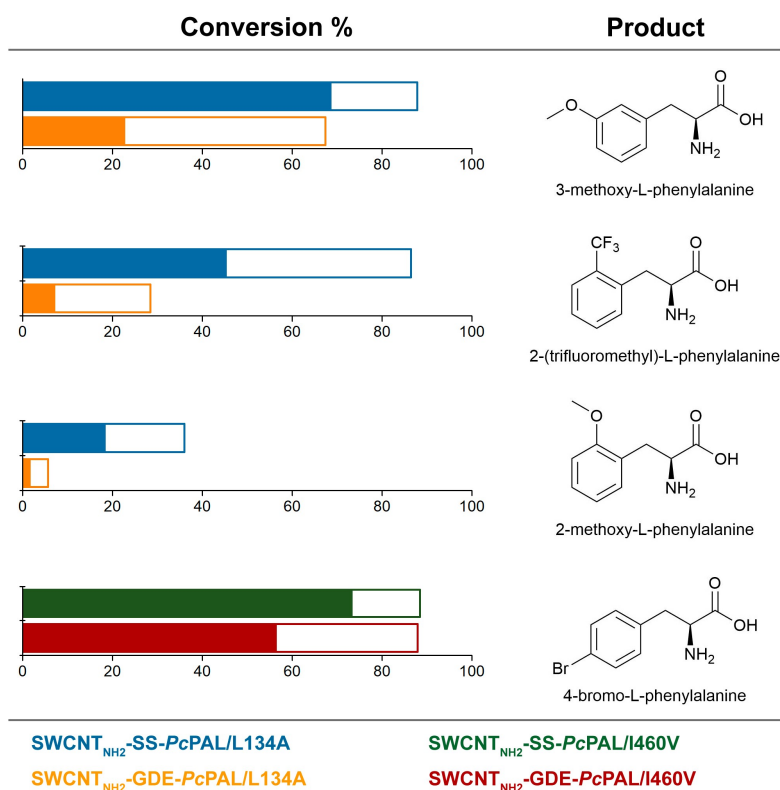 Conversion % Product
0 20 40 60 80 100
O O OH NH2
3-methoxy-L-phenylalanine
0 20 40 60 80 100
CF3 O OH NH2
2-(trifluoromethyl)-L-phenylalanine
0 20 40 60 80 100
O O OH NH2
2-methoxy-L-phenylalanine
0 20 40 60 80 100
O OH NH2 Br
4-bromo-L-phenylalanine
SWCNTNH2-SS-PcPAL/L134A SWCNTNH2-SS-PcPAL/I460V
SWCNTNH2-GDE-PcPAL/L134A SWCNTNH2-GDE-PcPAL/I460V